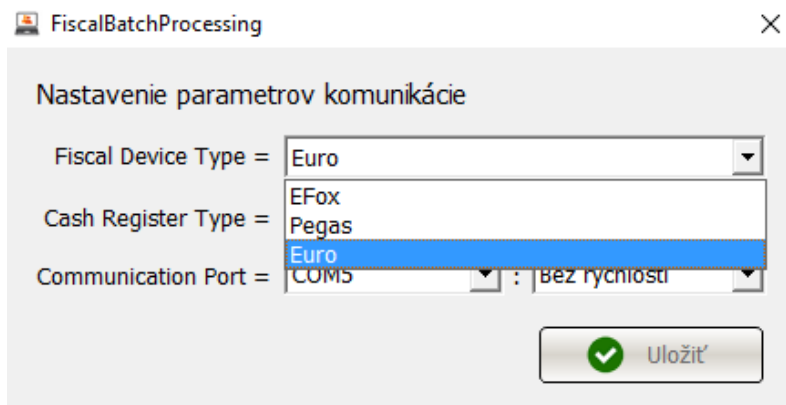 FiscalBatchProcessing
Nastavenie parametrov komunikácie
Fiscal Device Type = Euro
EFox
Cash Register Type =
Pegas
Euro
Communication Port = COM5 : Bez rýchlosti
Uložiť